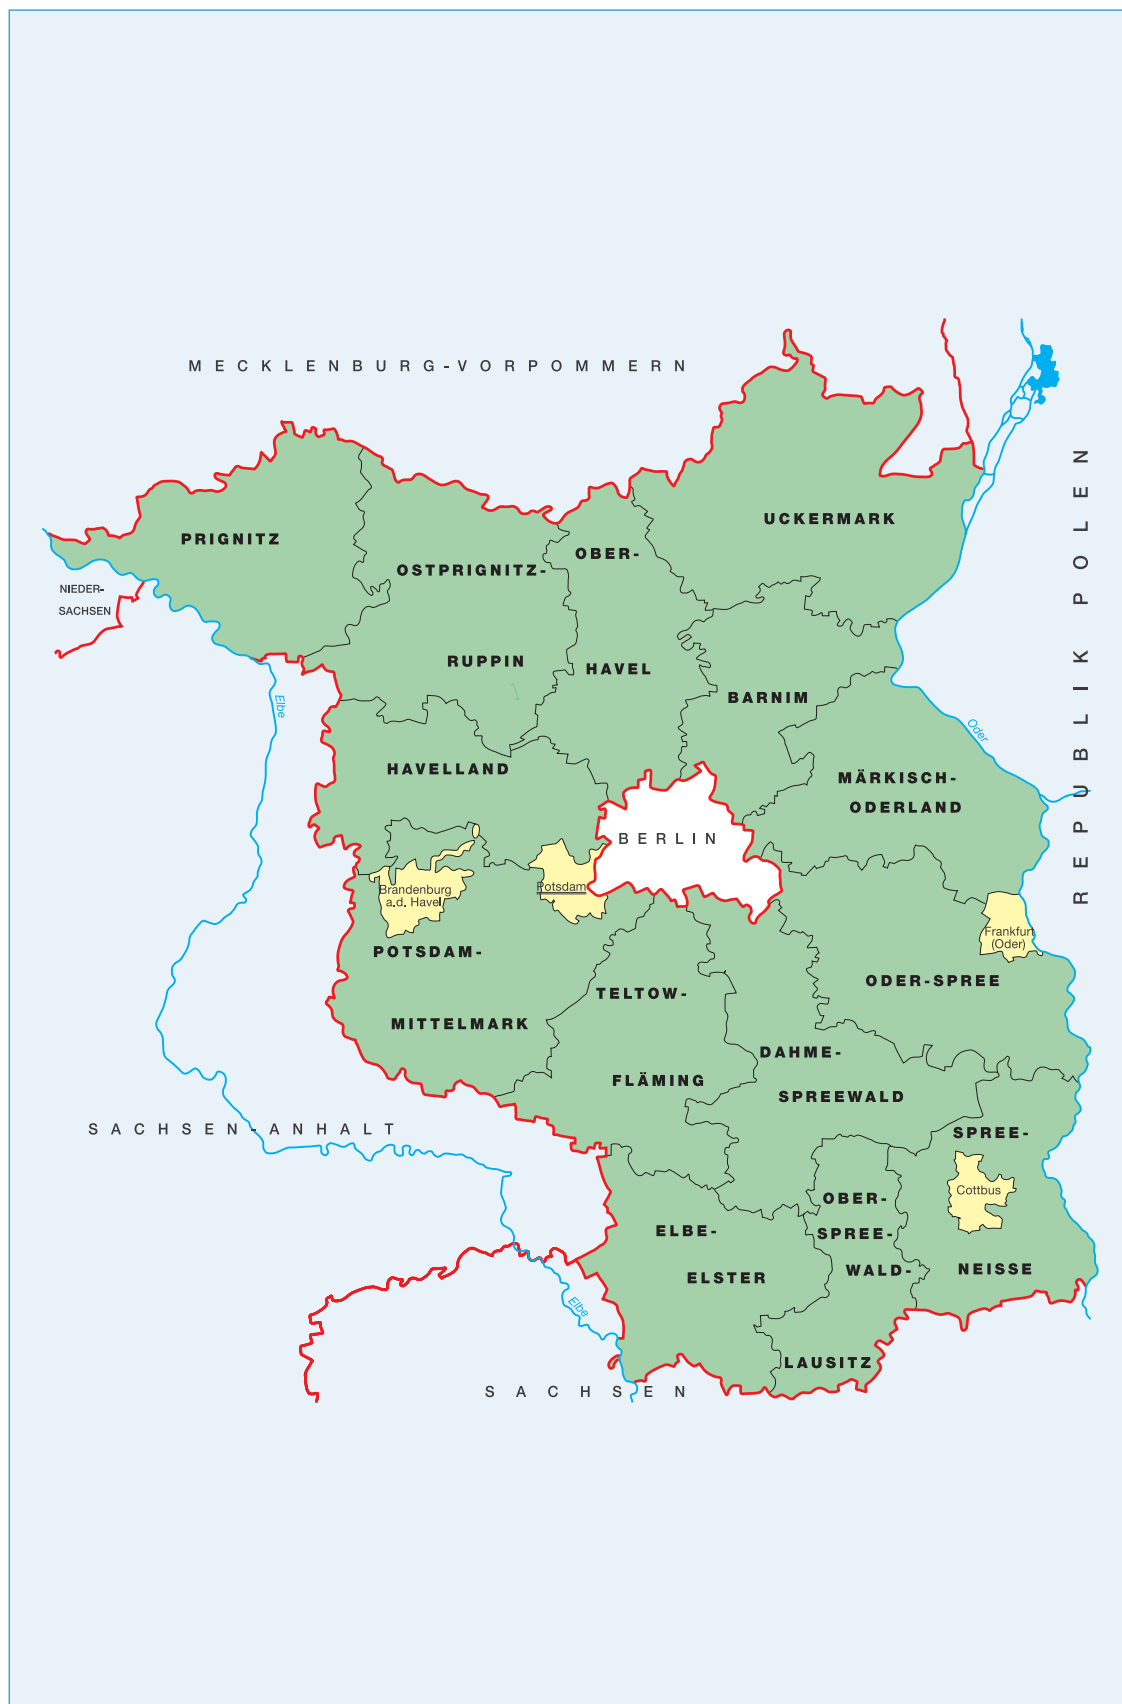 MECKLENBURG-VORPOMMERN
REPUBLIK POLEN
UCKERMARK
PRIGNITZ
OBER-
HAVEL
OSTPRIGNITZ-
RUPPIN
NIEDER-
SACHSEN
BARNIM
Elbe
Oder
HAVELLAND
MÄRKISCH-
ODERLAND
BERLIN
Brandenburg
a.d. Havel
Potsdam
Frankfurt
(Oder)
POTSDAM-
MITTELMARK
ODER-SPREE
TELTOW-
FLÄMING
DAHME-
SPREEWALD
SACHSEN-ANHALT
SPREE-
NEISSE
Cottbus
OBER-
SPREE-
WALD-
LAUSITZ
ELBE-
ELSTER
Elbe
SACHSEN